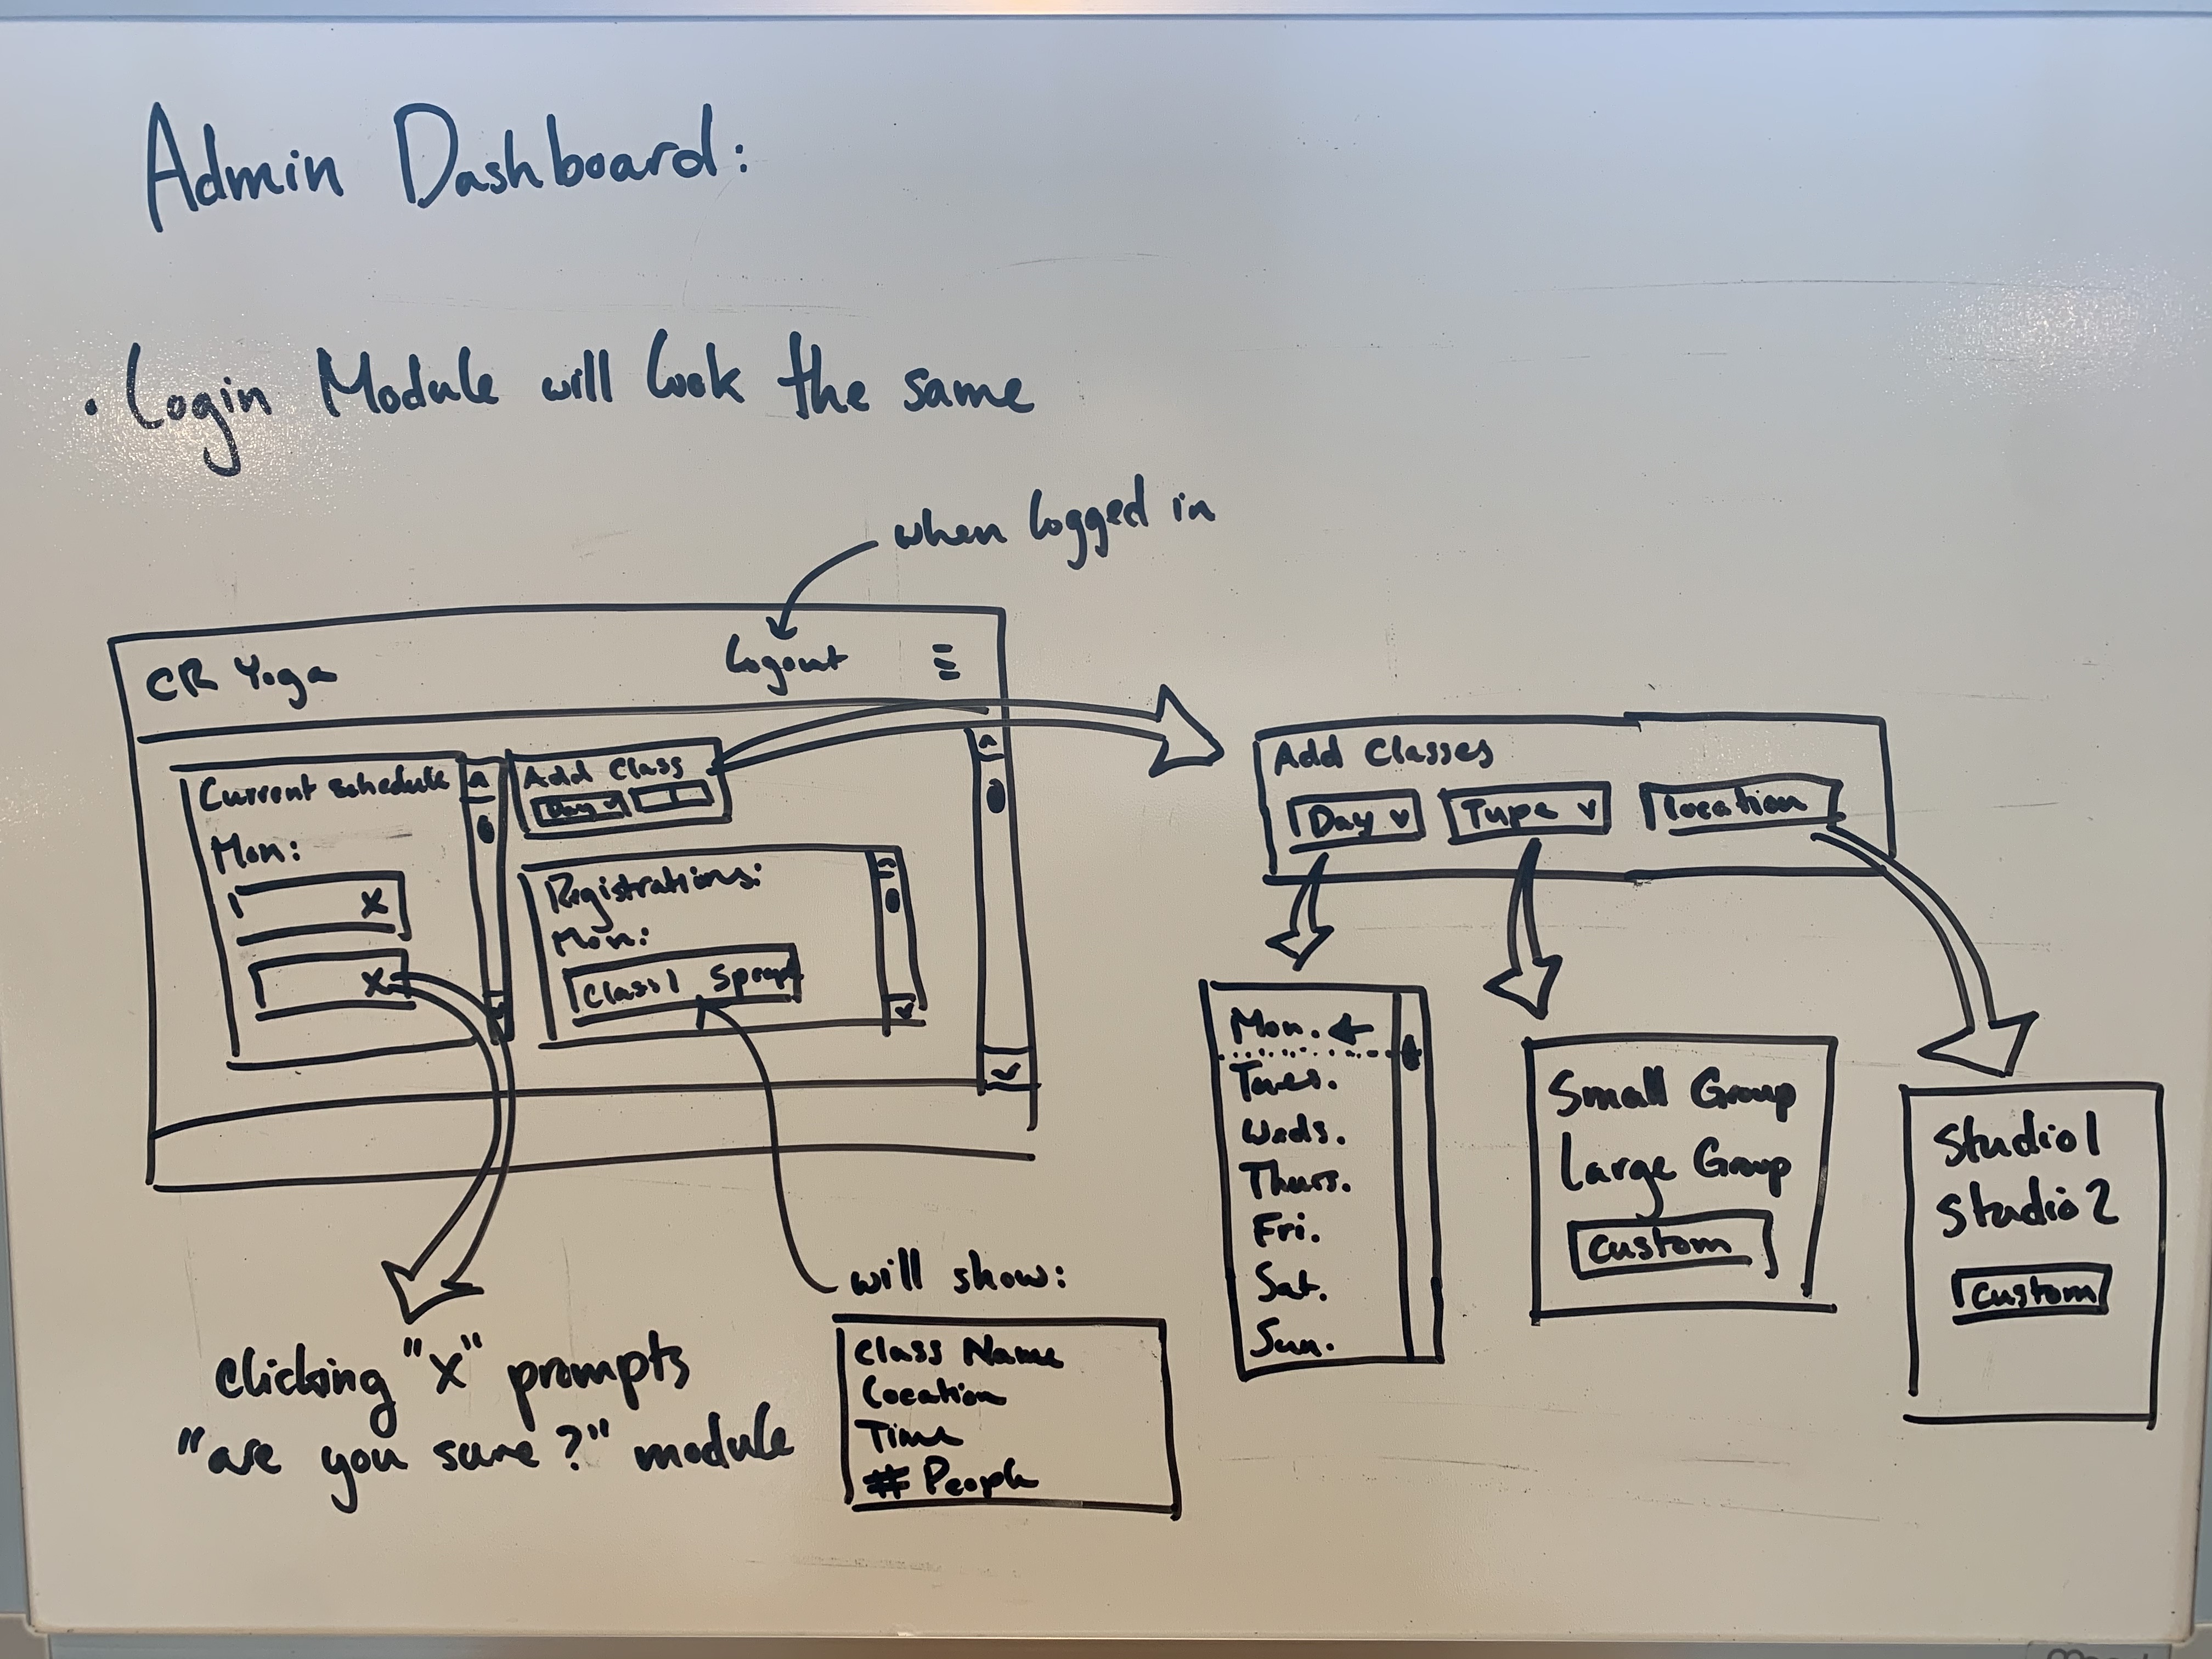 Admin Dashboard:
• Login Module will look the same
when logged in
CR Yoga
Logout
Current schedule
Mon:
X
X
Add Class
Day v
Registrations:
Mon:
Class 1
Add Classes
Day v
Type v
Location
Mon. ←
Tues.
Weds.
Thurs.
Fri.
Sat.
Sun.
Small Group
Large Group
Custom
Studio 1
Studio 2
Custom
clicking "X" prompts
"are you sure?" module
will show:
Class Name
Location
Time
# People